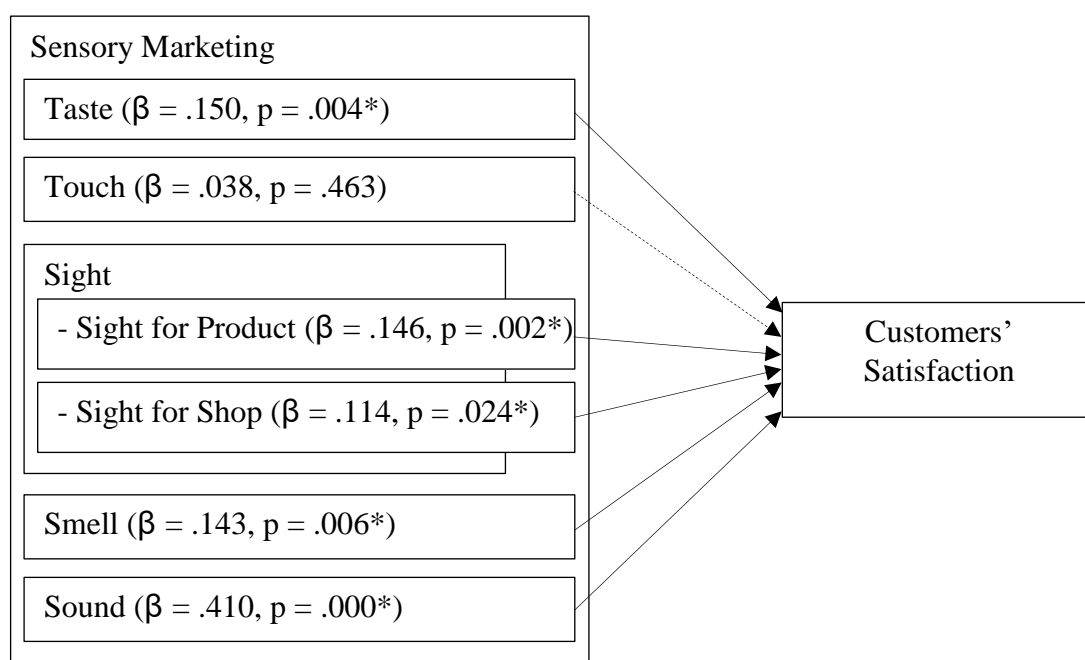 Sensory Marketing
Taste (β = .150, p = .004*)
Touch (β = .038, p = .463)
Sight
- Sight for Product (β = .146, p = .002*)
- Sight for Shop (β = .114, p = .024*)
Smell (β = .143, p = .006*)
Sound (β = .410, p = .000*)
Customers’
Satisfaction